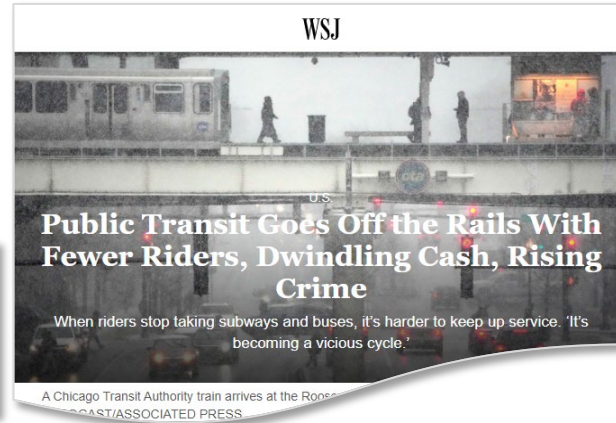 WSJ
cta
U.S.
Public Transit Goes Off the Rails With
Fewer Riders, Dwindling Cash, Rising
Crime
When riders stop taking subways and buses, it's harder to keep up service. 'It's
becoming a vicious cycle.'
A Chicago Transit Authority train arrives at the
/ASSOCIATED PRESS